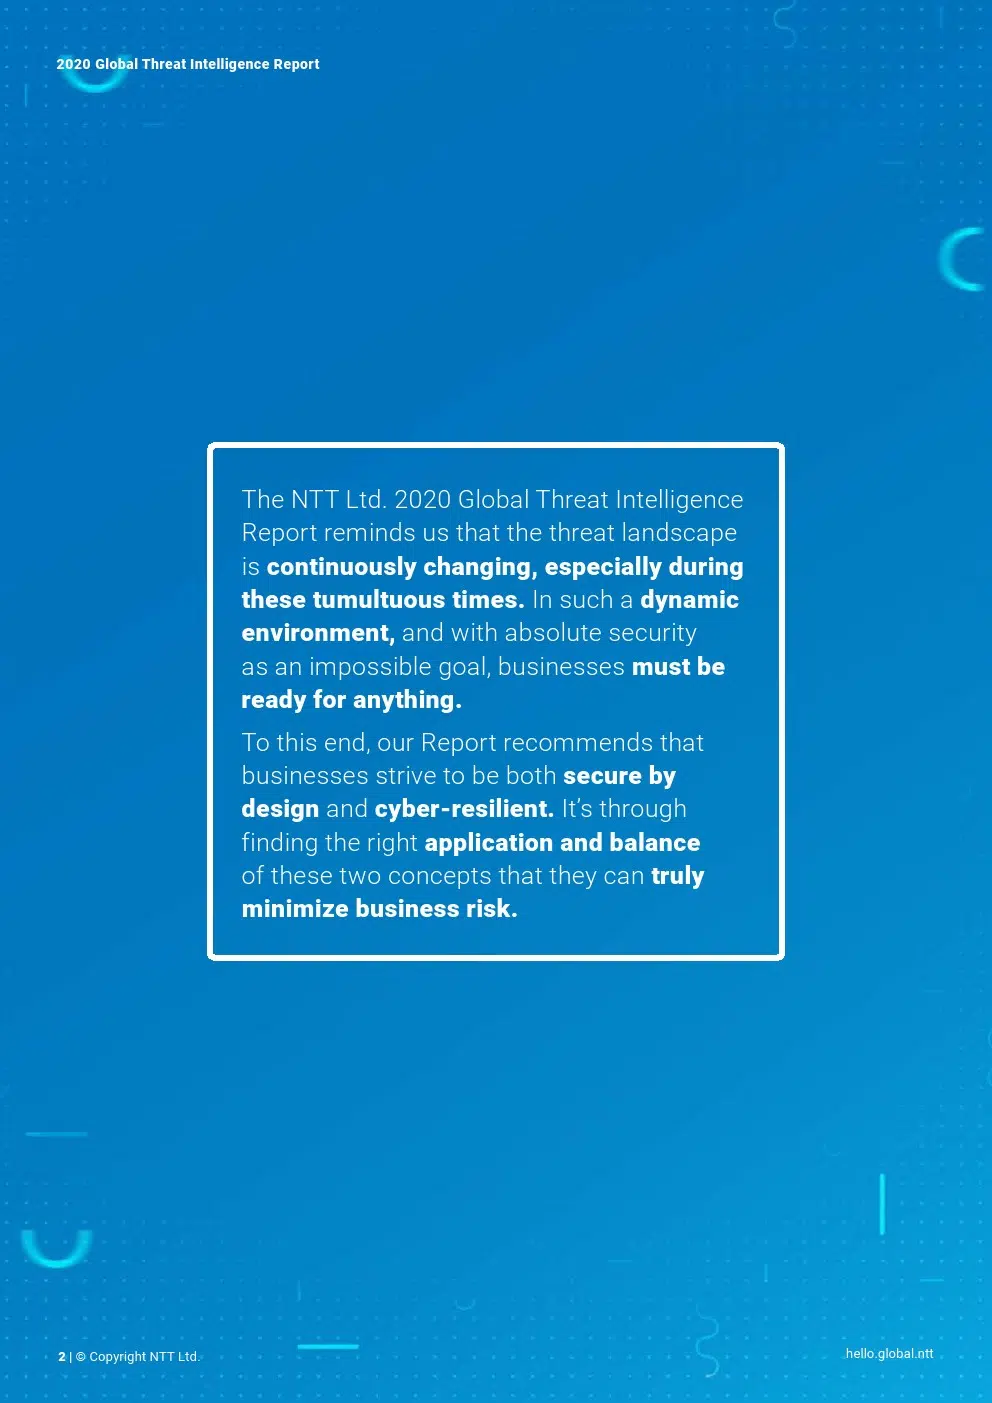 2020 Global Threat Intelligence Report
The NTT Ltd. 2020 Global Threat Intelligence
Report reminds us that the threat landscape
is continuously changing, especially during
these tumultuous times. In such a dynamic
environment, and with absolute security
as an impossible goal, businesses must be
ready for anything.
To this end, our Report recommends that
businesses strive to be both secure by
design and cyber-resilient. It’s through
finding the right application and balance
of these two concepts that they can truly
minimize business risk.
2 | © Copyright NTT Ltd.
hello.global.ntt